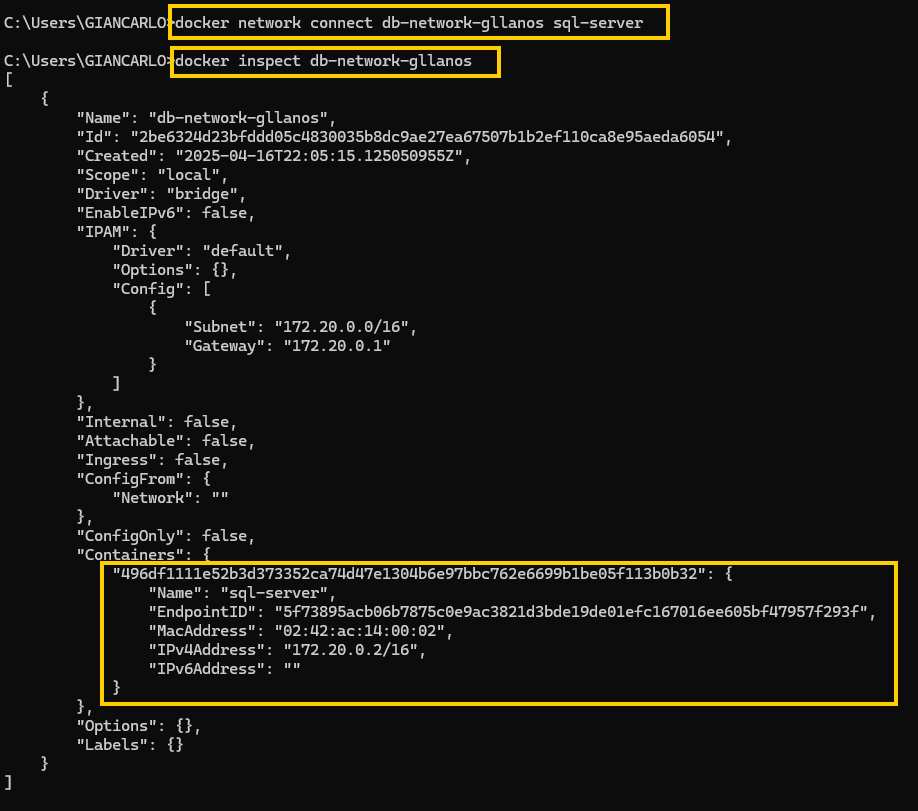 C:\Users\GIANCARLO>docker network connect db-network-gllanos sql-server
C:\Users\GIANCARLO>docker inspect db-network-gllanos
[
    {
        "Name": "db-network-gllanos",
        "Id": "2be6324d23bfddd05c4830035b8dc9ae27ea67507b1b2ef110ca8e95aeda6054",
        "Created": "2025-04-16T22:05:15.125050955Z",
        "Scope": "local",
        "Driver": "bridge",
        "EnableIPv6": false,
        "IPAM": {
            "Driver": "default",
            "Options": {},
            "Config": [
                {
                    "Subnet": "172.20.0.0/16",
                    "Gateway": "172.20.0.1"
                }
            ]
        },
        "Internal": false,
        "Attachable": false,
        "Ingress": false,
        "ConfigFrom": {
            "Network": ""
        },
        "ConfigOnly": false,
        "Containers": {
            "496df1111e52b3d373352ca74d47e1304b6e97bbc762e6699b1be05f113b0b32": {
                "Name": "sql-server",
                "EndpointID": "5f73895acb06b7875c0e9ac3821d3bde19de01efc167016ee605bf47957f293f",
                "MacAddress": "02:42:ac:14:00:02",
                "IPv4Address": "172.20.0.2/16",
                "IPv6Address": ""
            }
        },
        "Options": {},
        "Labels": {}
    }
]